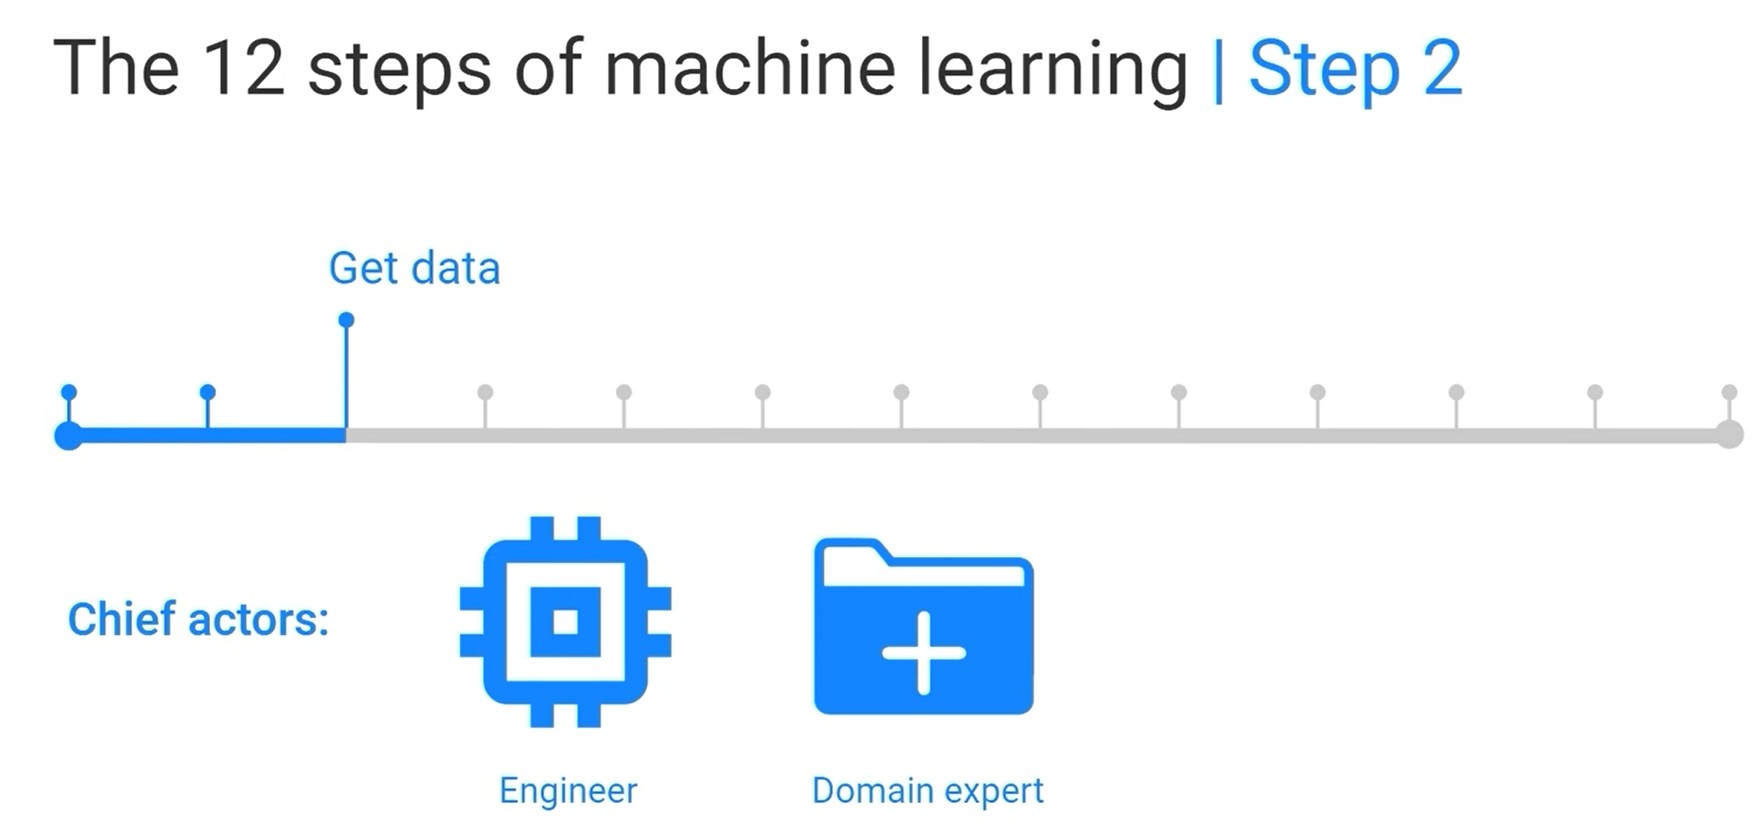 The 12 steps of machine learning | Step 2
Get data
Chief actors:
Engineer
Domain expert